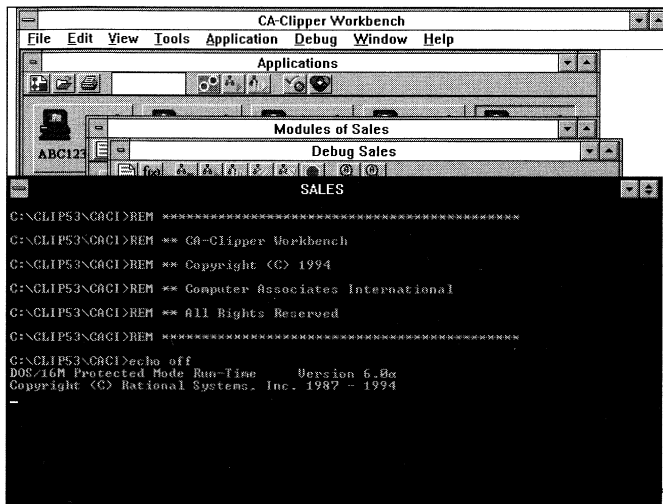 CA-Clipper Workbench
File Edit View Tools Application Debug Window Help
Applications
Modules of Sales
ABC123
Debug Sales
f(x)
SALES
C:\CLIP53\CACI>REM ********************************************
C:\CLIP53\CACI>REM ** CA-Clipper Workbench
C:\CLIP53\CACI>REM ** Copyright (C) 1994
C:\CLIP53\CACI>REM ** Computer Associates International
C:\CLIP53\CACI>REM ** All Rights Reserved
C:\CLIP53\CACI>REM ********************************************
C:\CLIP53\CACI>echo off
DOS/16M Protected Mode Run-Time     Version 6.0α
Copyright (C) Rational Systems, Inc. 1987 - 1994